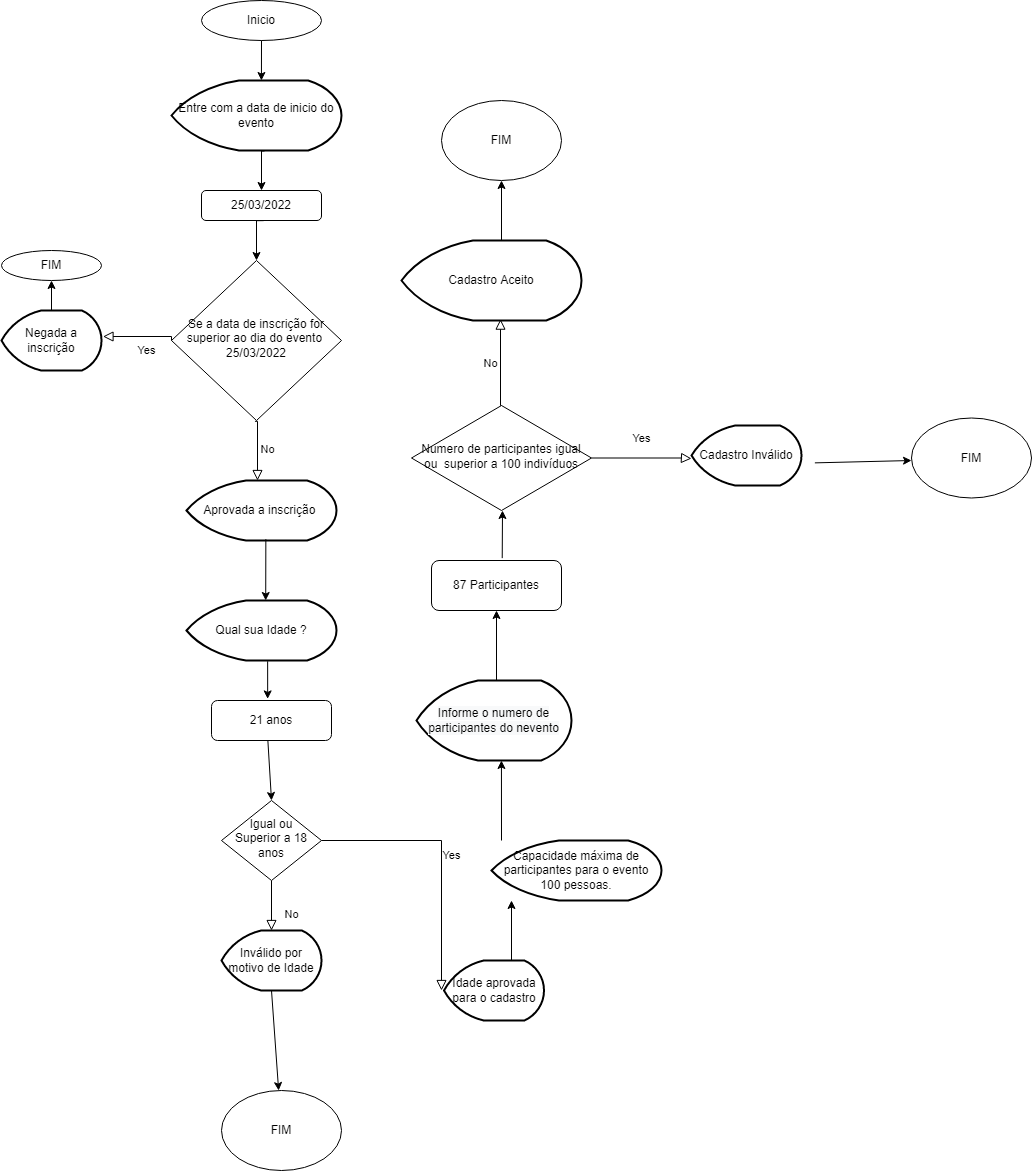 Inicio
Entre com a data de inicio do
evento
25/03/2022
Se a data de inscrição for
superior ao dia do evento
25/03/2022
Yes
Negada a
inscrição
FIM
No
Aprovada a inscrição
Qual sua Idade ?
21 anos
Igual ou
Superior a 18
anos
No
Inválido por
motivo de Idade
FIM
Yes
Idade aprovada
para o cadastro
Capacidade máxima de
participantes para o evento
100 pessoas.
Informe o numero de
participantes do nevento
87 Participantes
Numero de participantes igual
ou superior a 100 indivíduos
Yes
Cadastro Inválido
FIM
No
Cadastro Aceito
FIM